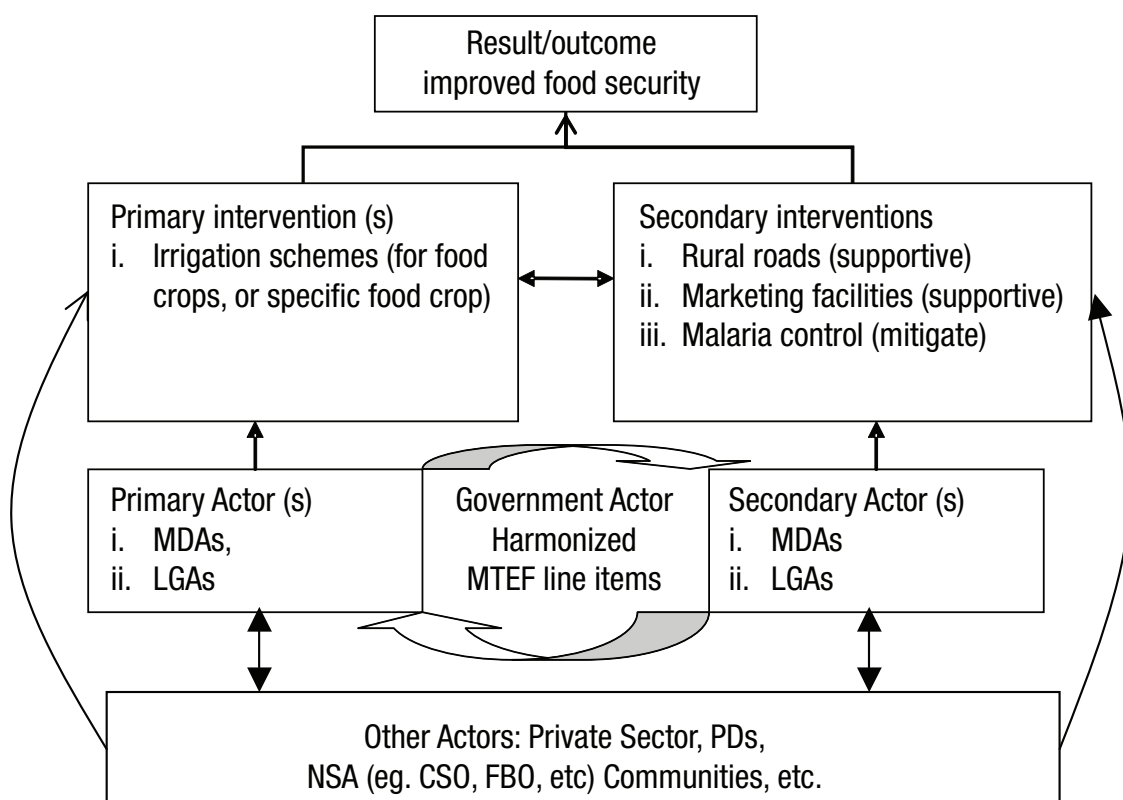 Result/outcome
improved food security
Primary intervention (s)
i. Irrigation schemes (for food
crops, or specific food crop)
Secondary interventions
i. Rural roads (supportive)
ii. Marketing facilities (supportive)
iii. Malaria control (mitigate)
Primary Actor (s)
i. MDAs,
ii. LGAs
Government Actor
Harmonized
MTEF line items
Secondary Actor (s)
i. MDAs
ii. LGAs
Other Actors: Private Sector, PDs,
NSA (eg. CSO, FBO, etc) Communities, etc.